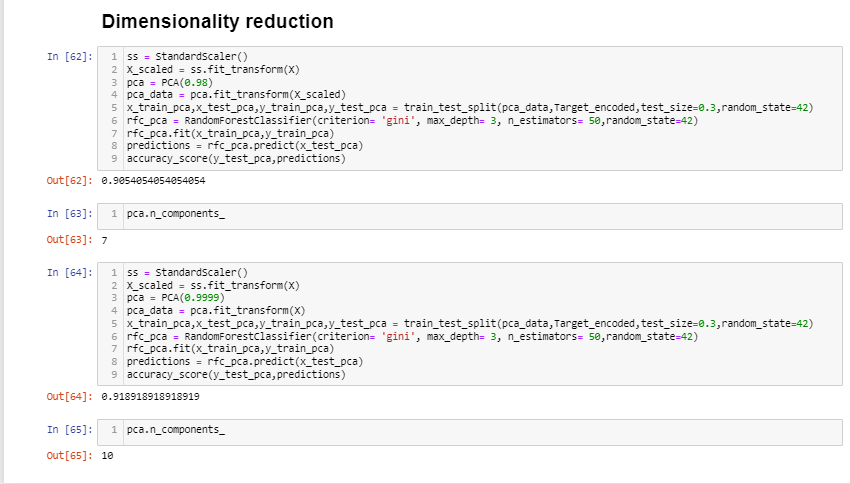 Dimensionality reduction
In [62]:
1 ss = StandardScaler()
2 X_scaled = ss.fit_transform(X)
3 pca = PCA(0.98)
4 pca_data = pca.fit_transform(X_scaled)
5 x_train_pca,x_test_pca,y_train_pca,y_test_pca = train_test_split(pca_data,Target_encoded,test_size=0.3,random_state=42)
6 rfc_pca = RandomForestClassifier(criterion= 'gini', max_depth= 3, n_estimators= 50,random_state=42)
7 rfc_pca.fit(x_train_pca,y_train_pca)
8 predictions = rfc_pca.predict(x_test_pca)
9 accuracy_score(y_test_pca,predictions)
Out[62]: 0.9054054054054054
In [63]: 1 pca.n_components_
Out[63]: 7
In [64]:
1 ss = StandardScaler()
2 X_scaled = ss.fit_transform(X)
3 pca = PCA(0.9999)
4 pca_data = pca.fit_transform(X)
5 x_train_pca,x_test_pca,y_train_pca,y_test_pca = train_test_split(pca_data,Target_encoded,test_size=0.3,random_state=42)
6 rfc_pca = RandomForestClassifier(criterion= 'gini', max_depth= 3, n_estimators= 50,random_state=42)
7 rfc_pca.fit(x_train_pca,y_train_pca)
8 predictions = rfc_pca.predict(x_test_pca)
9 accuracy_score(y_test_pca,predictions)
Out[64]: 0.918918918918919
In [65]: 1 pca.n_components_
Out[65]: 10